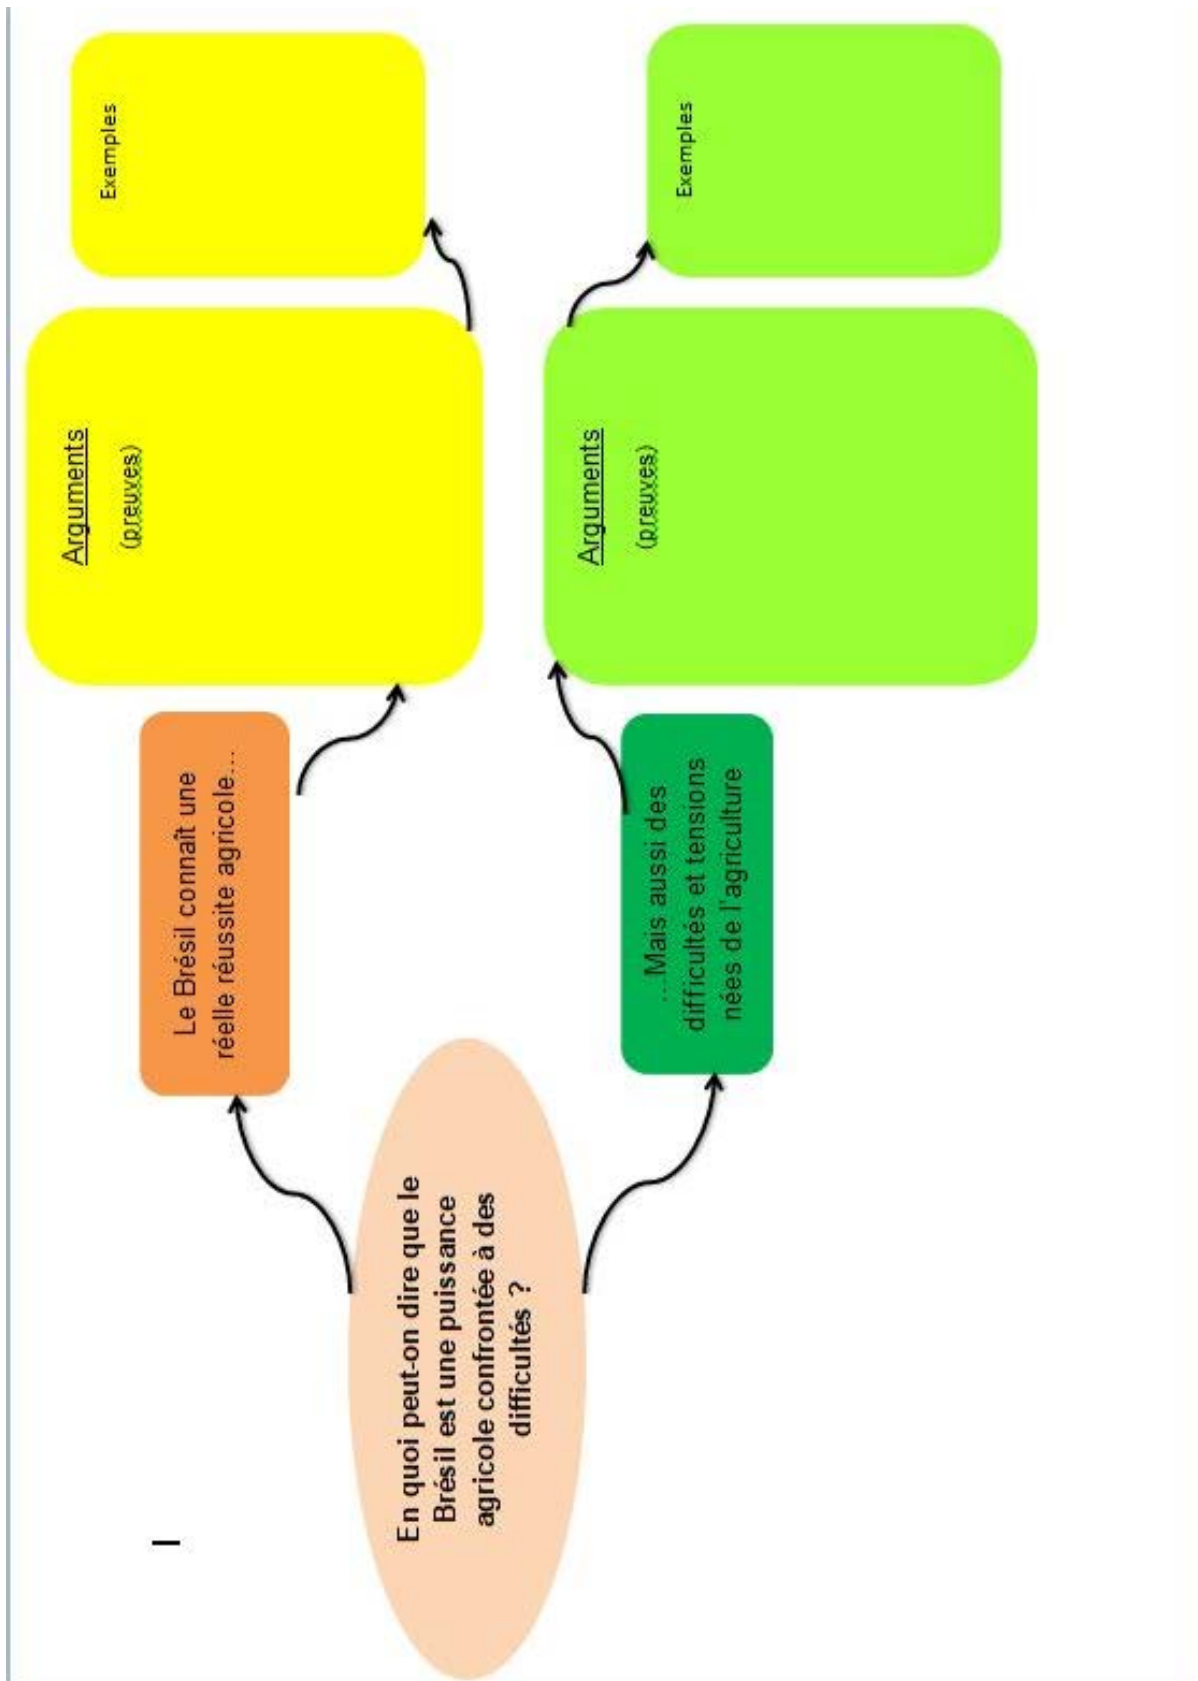 En quoi peut-on dire que le
Brésil est une puissance
agricole confrontée à des
difficultés ?
Le Brésil connaît une
réelle réussite agricole…
Arguments
(preuves)
Exemples
…Mais aussi des
difficultés et tensions
nées de l'agriculture
Arguments
(preuves)
Exemples